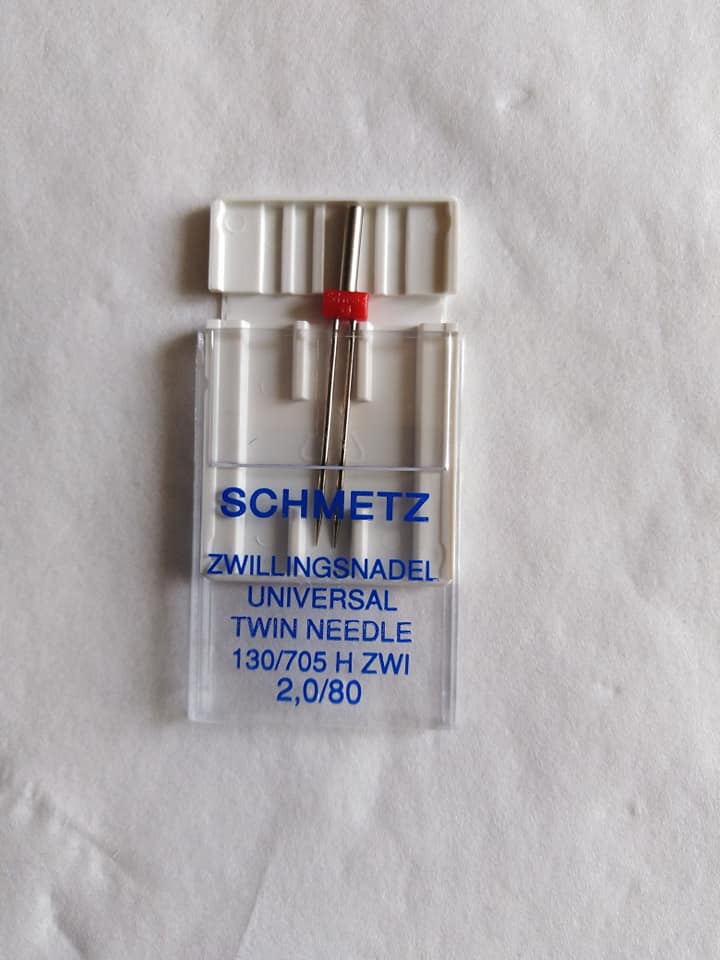 SCHMETZ
ZWILLINGSNADEL
UNIVERSAL
TWIN NEEDLE
130/705 H ZWI
2,0/80